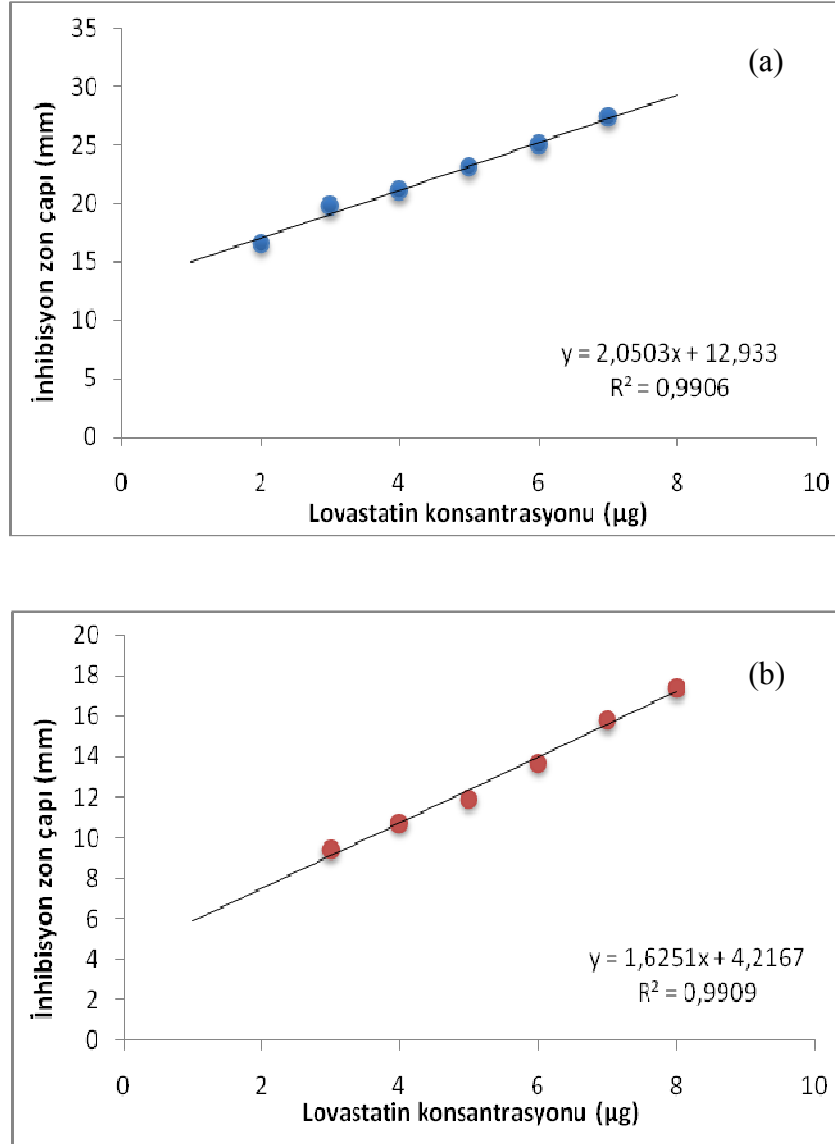 (a)
İnhibisyon zon çapı (mm)
35
30
25
20
15
10
5
0
y = 2,0503x + 12,933
R² = 0,9906
0 2 4 6 8 10
Lovastatin konsantrasyonu (µg)
(b)
İnhibisyon zon çapı (mm)
20
18
16
14
12
10
8
6
4
2
0
y = 1,6251x + 4,2167
R² = 0,9909
0 2 4 6 8 10
Lovastatin konsantrasyonu (µg)